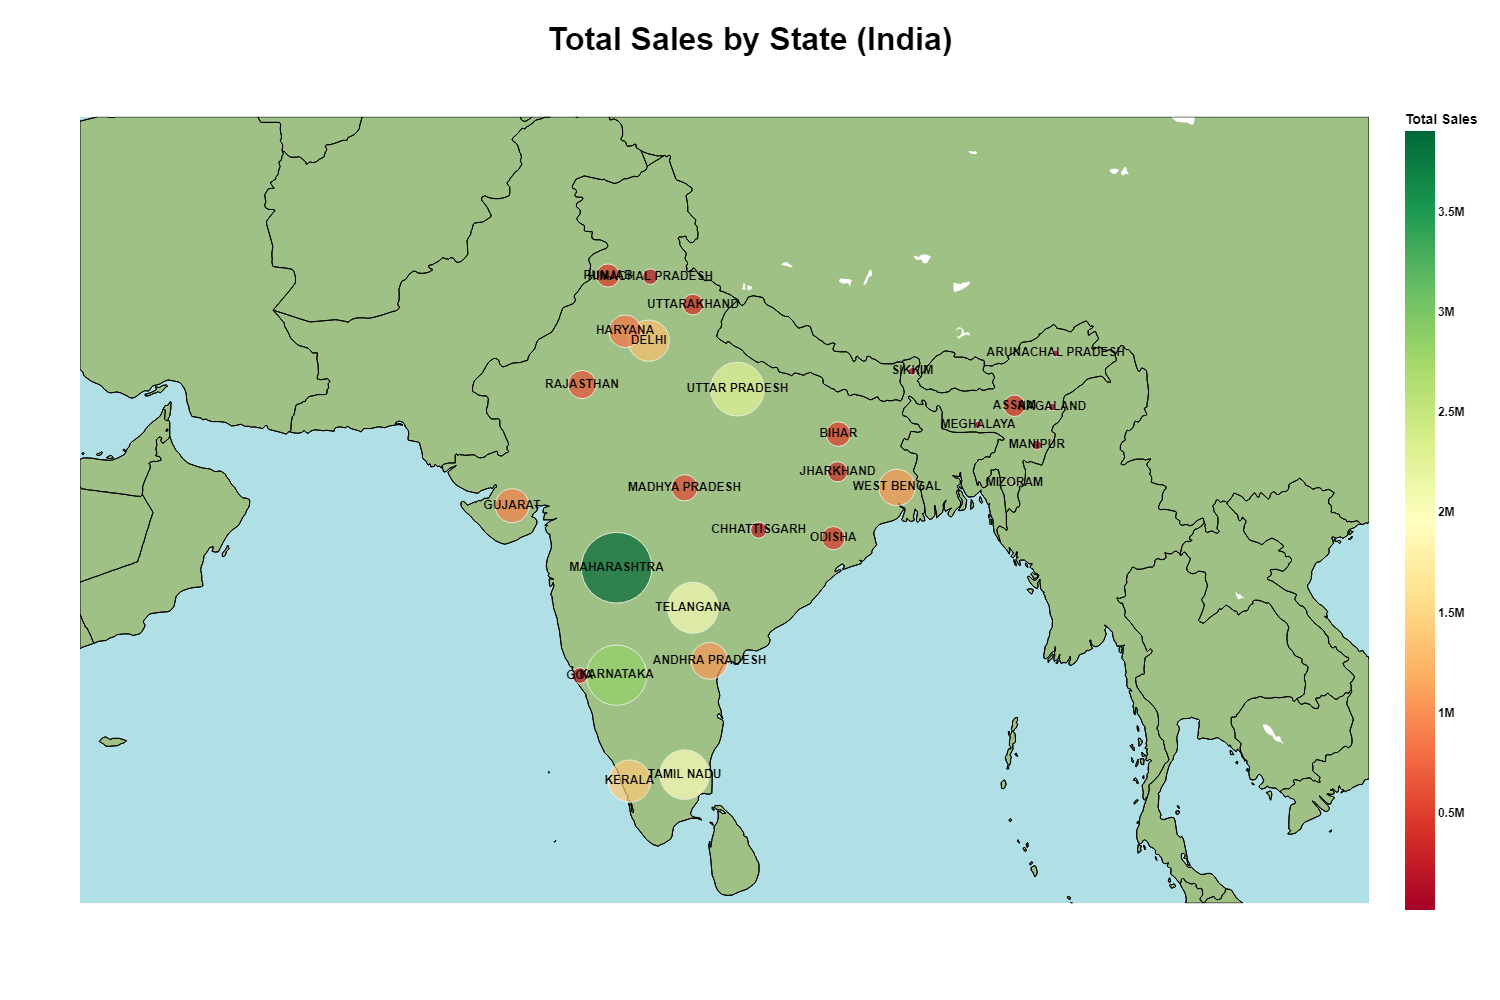 Total Sales by State (India)
Total Sales
3.5M
3M
2.5M
2M
1.5M
1M
0.5M
PUNJAB
HIMACHAL PRADESH
UTTARAKHAND
HARYANA
DELHI
RAJASTHAN
UTTAR PRADESH
SIKKIM
ARUNACHAL PRADESH
ASSAM
NAGALAND
MEGHALAYA
BIHAR
MANIPUR
JHARKHAND
MIZORAM
WEST BENGAL
MADHYA PRADESH
GUJARAT
CHHATTISGARH
ODISHA
MAHARASHTRA
TELANGANA
ANDHRA PRADESH
GOA
KARNATAKA
KERALA
TAMIL NADU